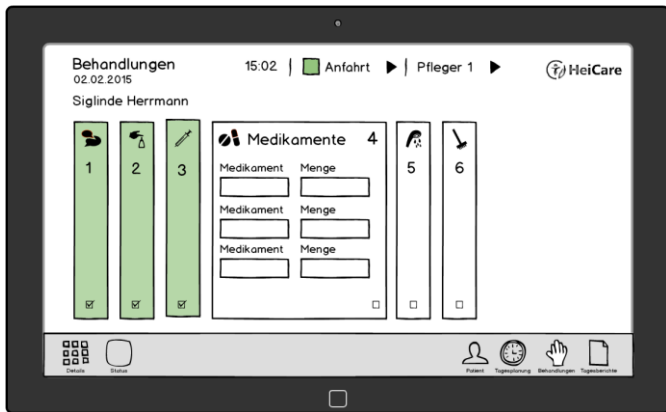 Behandlungen
02.02.2015
15:02 | Anfahrt | Pfleger 1
HeiCare
Siglinde Herrmann
1
2
3
Medikamente 4
Medikament Menge
Medikament Menge
Medikament Menge
5
6
Details
Status
Patient
Tagesplanung
Behandlungen
Tagesberichte